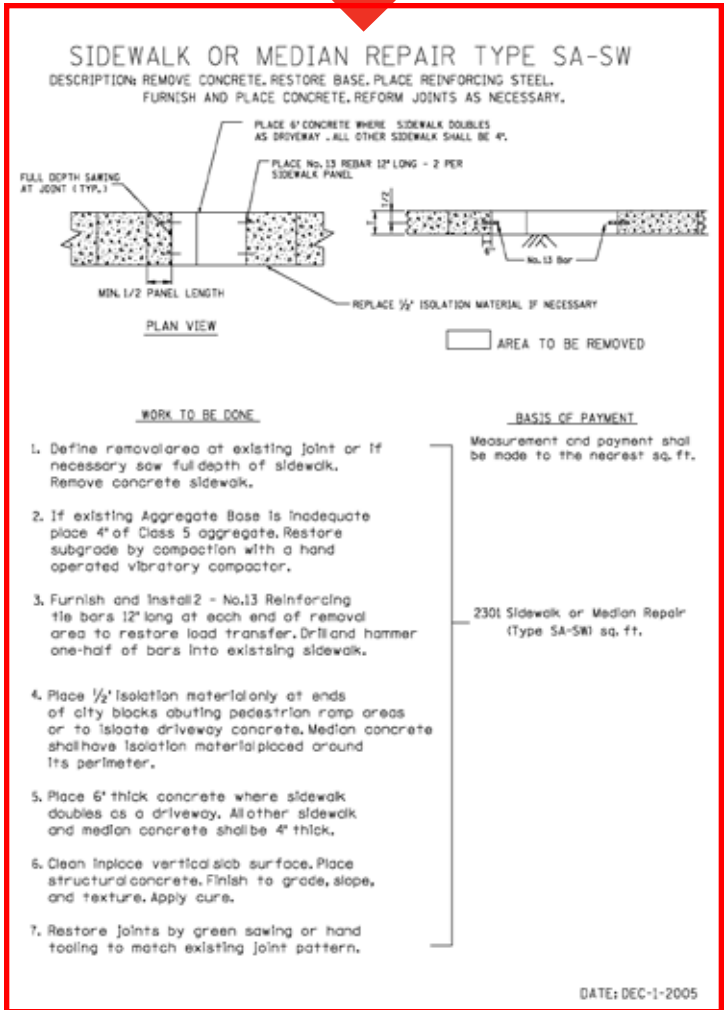 SIDEWALK OR MEDIAN REPAIR TYPE SA-SW
DESCRIPTION: REMOVE CONCRETE. RESTORE BASE. PLACE REINFORCING STEEL.
FURNISH AND PLACE CONCRETE. REFORM JOINTS AS NECESSARY.
PLACE 6" CONCRETE WHERE SIDEWALK DOUBLES
AS DRIVEWAY . ALL OTHER SIDEWALK SHALL BE 4".
PLACE No. 13 REBAR 12" LONG - 2 PER
SIDEWALK PANEL
FULL DEPTH SAWING
AT JOINT (TYP.)
1/2
No. 13 Bar
MIN. 1/2 PANEL LENGTH
REPLACE 1/2" ISOLATION MATERIAL IF NECESSARY
PLAN VIEW
AREA TO BE REMOVED
WORK TO BE DONE
1. Define removal area at existing joint or if
necessary saw full depth of sidewalk.
Remove concrete sidewalk.
2. If existing Aggregate Base is inadequate
place 4" of Class 5 aggregate. Restore
subgrade by compaction with a hand
operated vibratory compactor.
3. Furnish and install 2 - No.13 Reinforcing
tie bars 12" long at each end of removal
area to restore load transfer. Drill and hammer
one-half of bars into existsing sidewalk.
4. Place 1/2" isolation material only at ends
of city blocks abuting pedestrian ramp areas
or to isloate driveway concrete. Median concrete
shall have isolation material placed around
its perimeter.
5. Place 6" thick concrete where sidewalk
doubles as a driveway. All other sidewalk
and median concrete shall be 4" thick.
6. Clean inplace vertical slab surface. Place
structural concrete. Finish to grade, slope,
and texture. Apply cure.
7. Restore joints by green sawing or hand
tooling to match existing joint pattern.
BASIS OF PAYMENT
Measurement and payment shall
be made to the nearest sq. ft.
2301 Sidewalk or Median Repair
(Type SA-SW) sq. ft.
DATE: DEC-1-2005